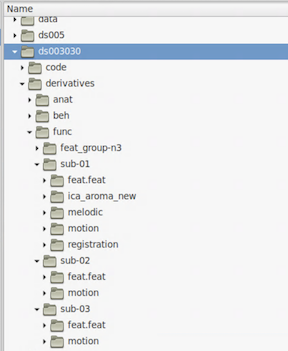 Name
data
ds005
ds003030
code
derivatives
anat
beh
func
feat_group-n3
sub-01
feat.feat
ica_aroma_new
melodic
motion
registration
sub-02
feat.feat
motion
sub-03
feat.feat
motion